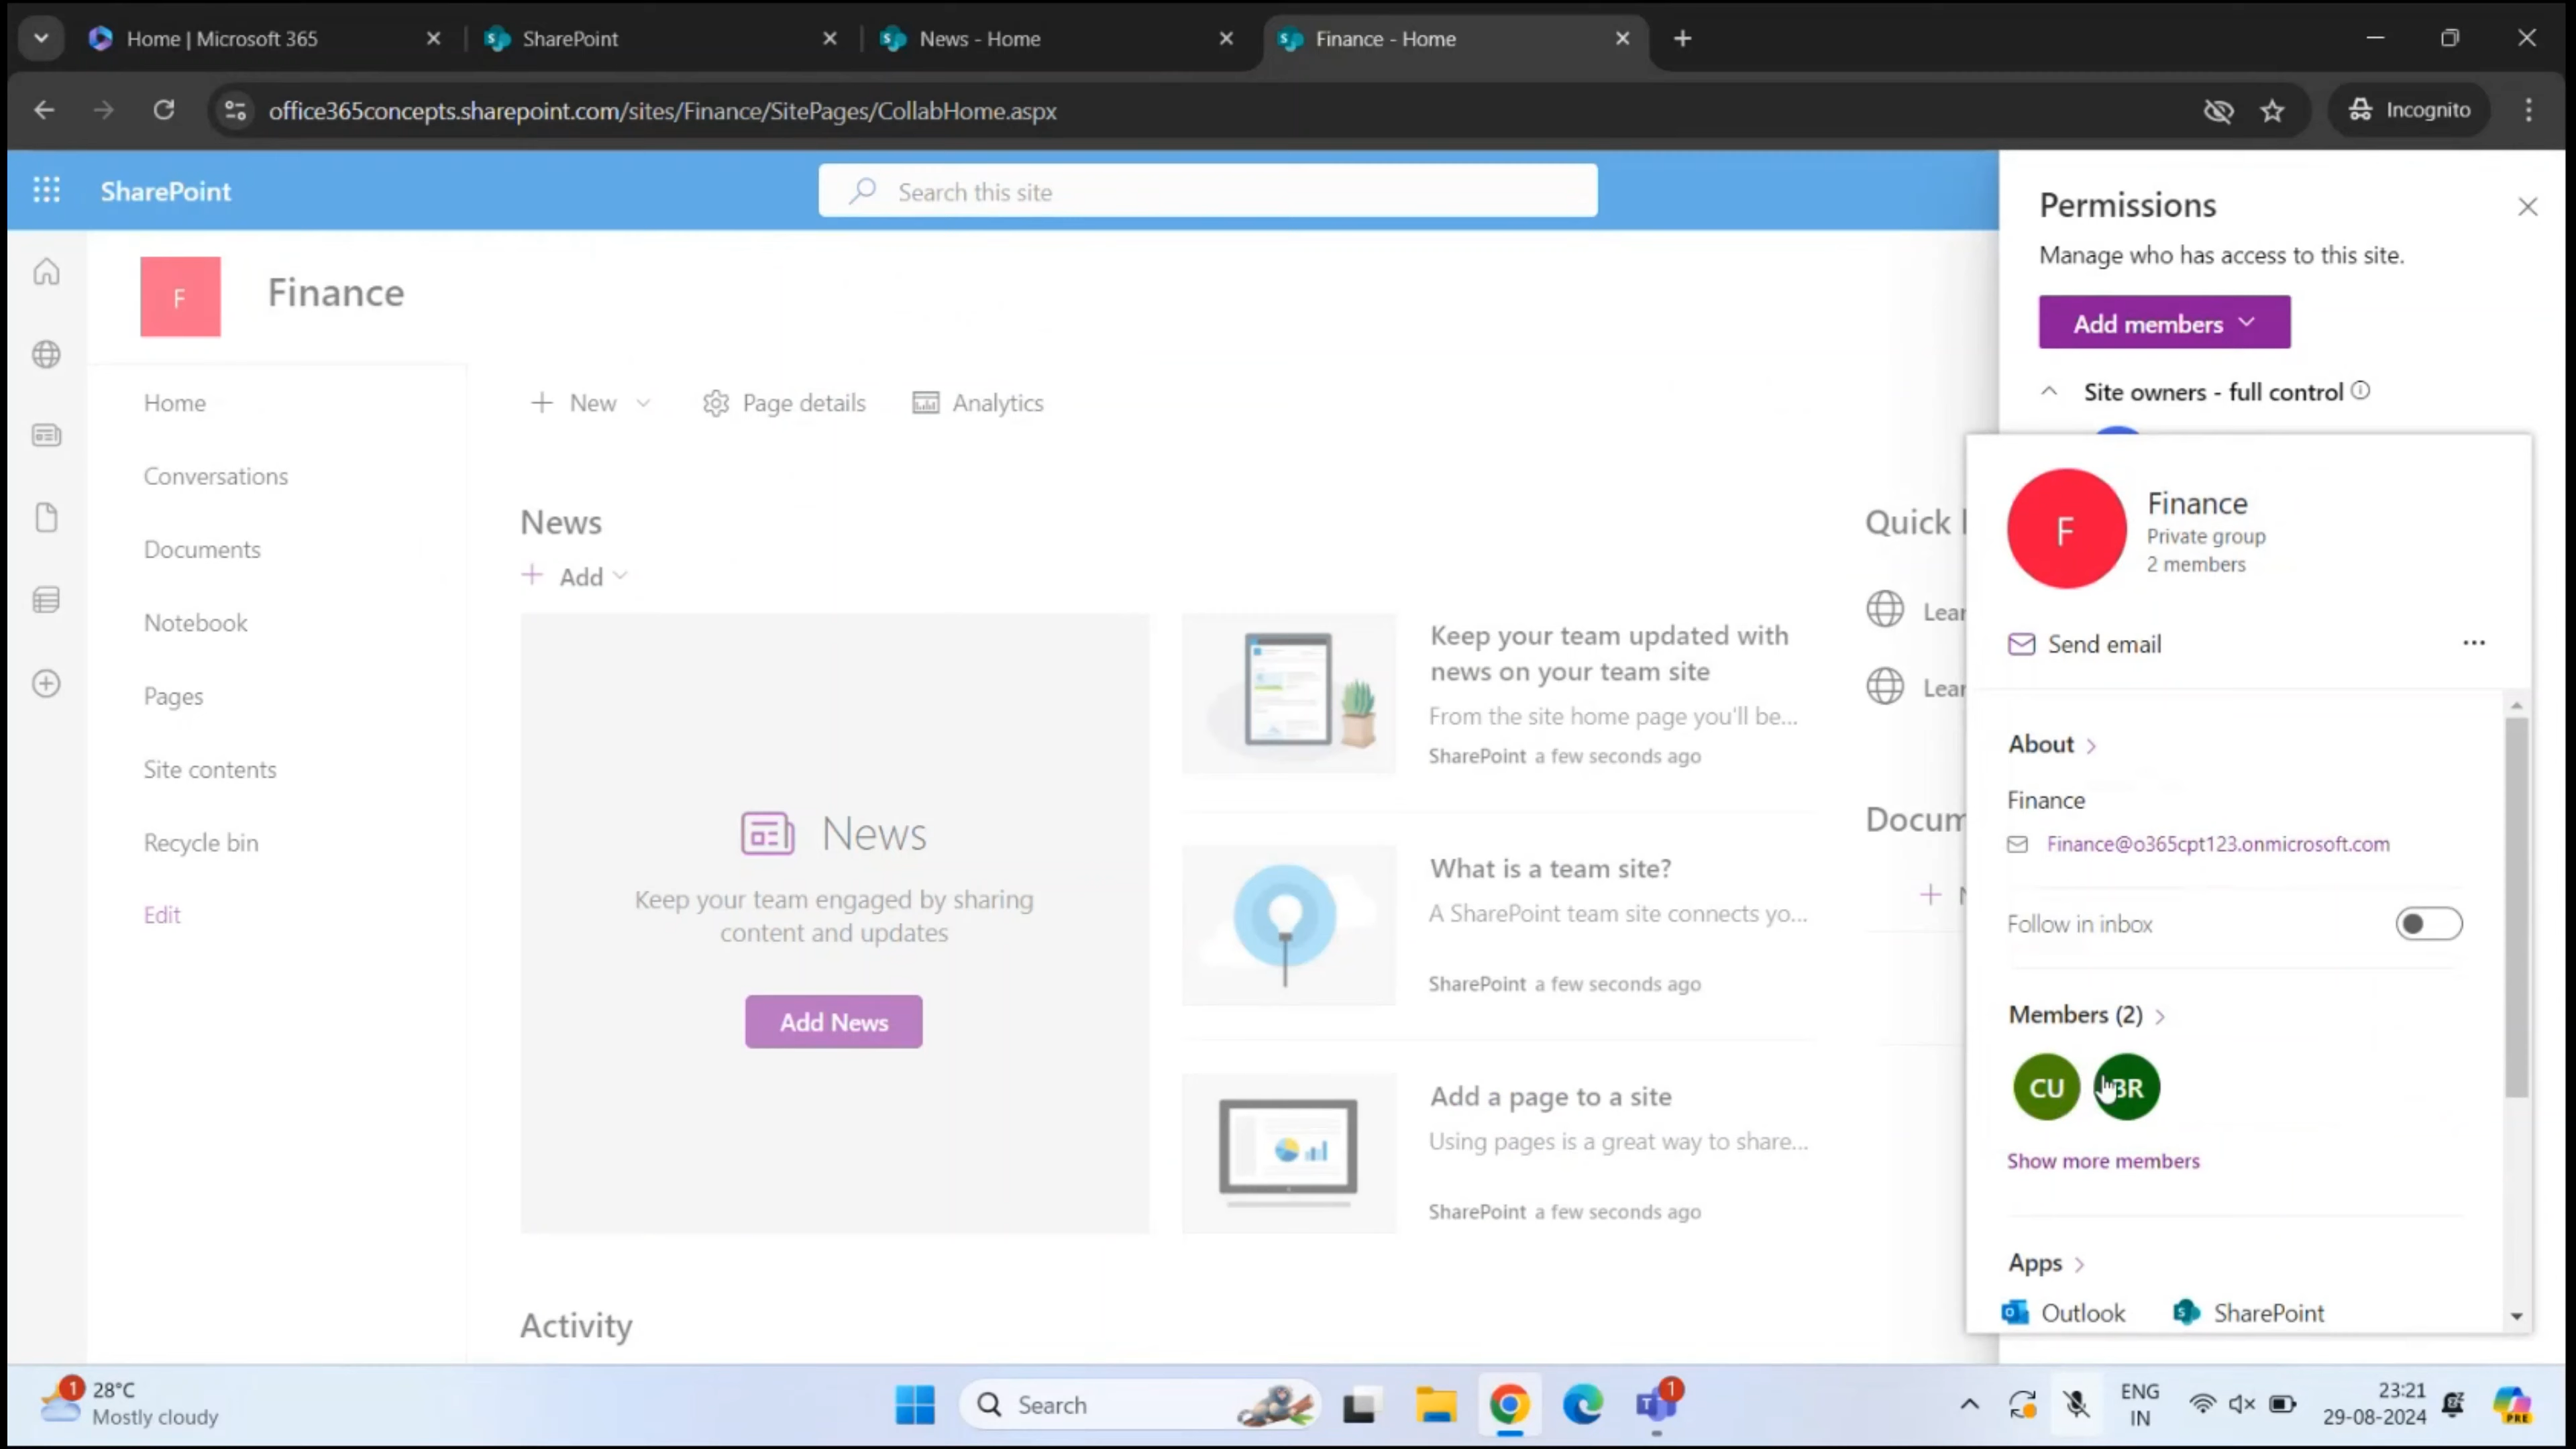 Home | Microsoft 365
SharePoint
News - Home
Finance - Home
office365concepts.sharepoint.com/sites/Finance/SitePages/CollabHome.aspx
Incognito
SharePoint
Search this site
F
Finance
Home
Conversations
Documents
Notebook
Pages
Site contents
Recycle bin
Edit
New
Page details
Analytics
News
Add
News
Keep your team engaged by sharing
content and updates
Add News
Keep your team updated with
news on your team site
From the site home page you'll be...
SharePoint a few seconds ago
What is a team site?
A SharePoint team site connects yo...
SharePoint a few seconds ago
Add a page to a site
Using pages is a great way to share...
SharePoint a few seconds ago
Activity
Quick
Lear
Lear
Docum
Permissions
Manage who has access to this site.
Add members
Site owners - full control
F
Finance
Private group
2 members
Send email
About
Finance
Finance@o365cpt123.onmicrosoft.com
Follow in inbox
Members (2)
CU
BR
Show more members
Apps
Outlook
SharePoint
1
28°C
Mostly cloudy
Search
1
ENG
IN
23:21
29-08-2024
PRE